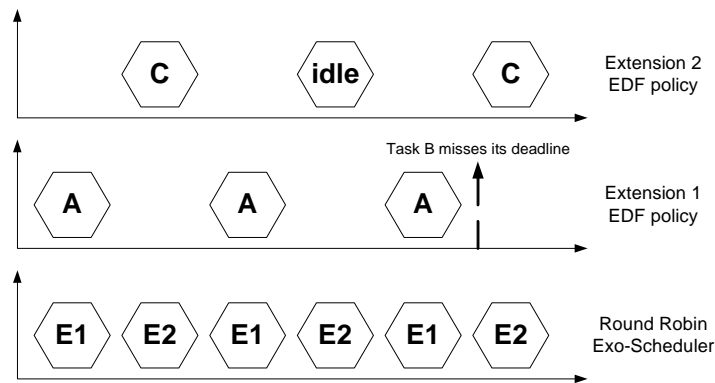 C
idle
C
Extension 2
EDF policy
Task B misses its deadline
A
A
A
Extension 1
EDF policy
E1
E2
E1
E2
E1
E2
Round Robin
Exo-Scheduler